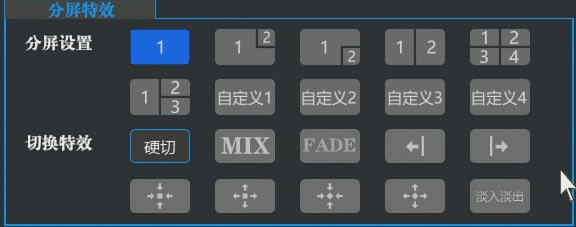 分屏特效
分屏设置 1 1 2 1 2 1 2 1 2 3 4
1 2 3 自定义1 自定义2 自定义3 自定义4
切换特效 硬切 MIX FADE
淡入淡出